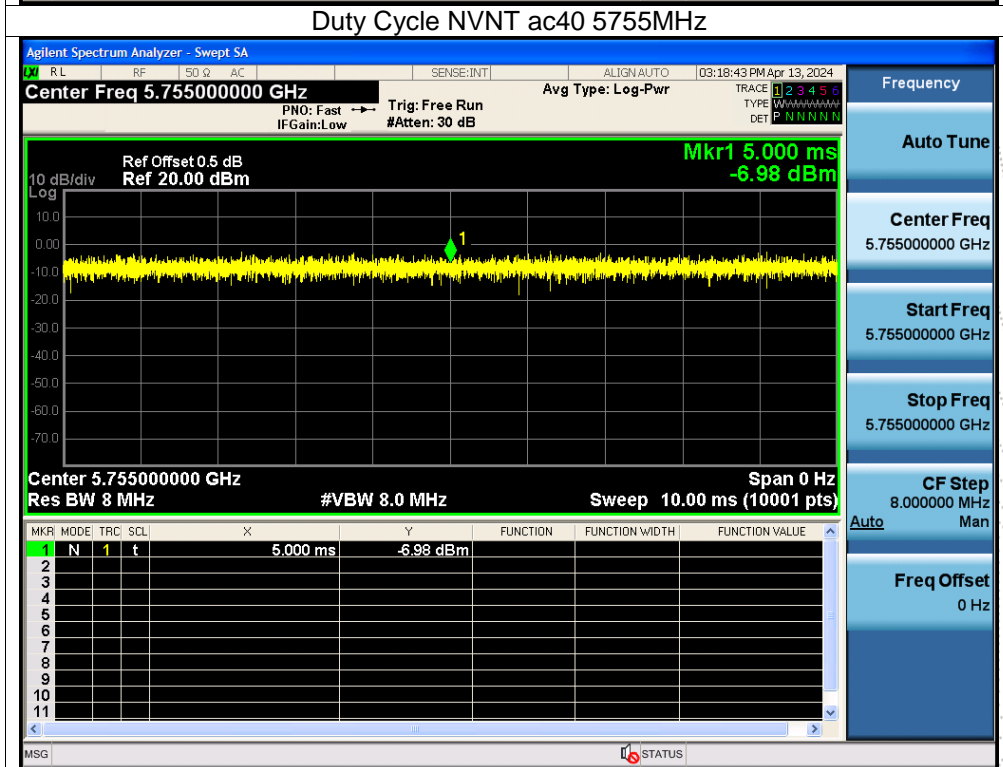 Duty Cycle NVNT ac40 5755MHz
Agilent Spectrum Analyzer - Swept SA
LXI RL RF 50 Ω AC SENSE:INT ALIGN AUTO 03:18:43 PM Apr 13, 2024
Center Freq 5.755000000 GHz Avg Type: Log-Pwr TRACE 1 2 3 4 5 6
PNO: Fast Trig: Free Run TYPE WWWWWW
IFGain:Low #Atten: 30 dB DET P N N N N N
Frequency
Mkr1 5.000 ms
Ref Offset 0.5 dB
10 dB/div Ref 20.00 dBm -6.98 dBm
Log
10.0
0.00
-10.0
-20.0
-30.0
-40.0
-50.0
-60.0
-70.0
1
Center 5.755000000 GHz Span 0 Hz
Res BW 8 MHz #VBW 8.0 MHz Sweep 10.00 ms (10001 pts)
MKR MODE TRC SCL X Y FUNCTION FUNCTION WIDTH FUNCTION VALUE
1 N 1 t 5.000 ms -6.98 dBm
2
3
4
5
6
7
8
9
10
11
MSG STATUS
Auto Tune
Center Freq
5.755000000 GHz
Start Freq
5.755000000 GHz
Stop Freq
5.755000000 GHz
CF Step
8.000000 MHz
Auto Man
Freq Offset
0 Hz